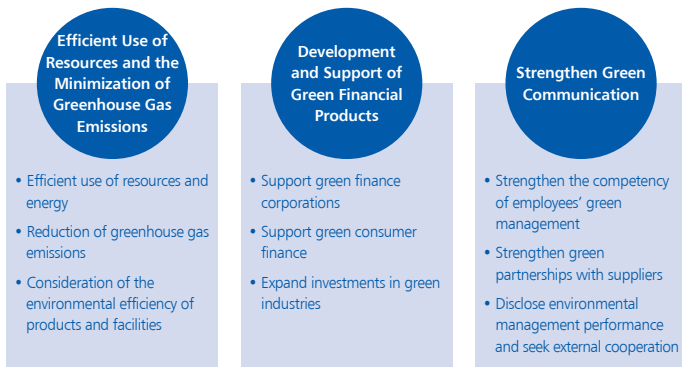 Efficient Use of
Resources and the
Minimization of
Greenhouse Gas
Emissions
• Efficient use of resources and
energy
• Reduction of greenhouse gas
emissions
• Consideration of the
environmental efficiency of
products and facilities
Development
and Support of
Green Financial
Products
• Support green finance
corporations
• Support green consumer
finance
• Expand investments in green
industries
Strengthen Green
Communication
• Strengthen the competency
of employees’ green
management
• Strengthen green
partnerships with suppliers
• Disclose environmental
management performance
and seek external cooperation